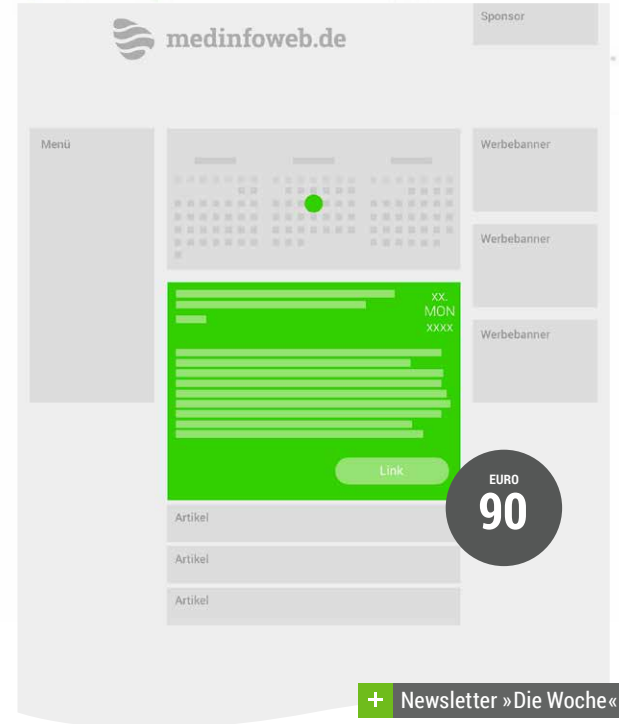 medinfoweb.de
Sponsor
Menü
Werbebanner
Werbebanner
Werbebanner
xx.
MON
xxxx
Link
EURO
90
Artikel
Artikel
Artikel
+ Newsletter »Die Woche«